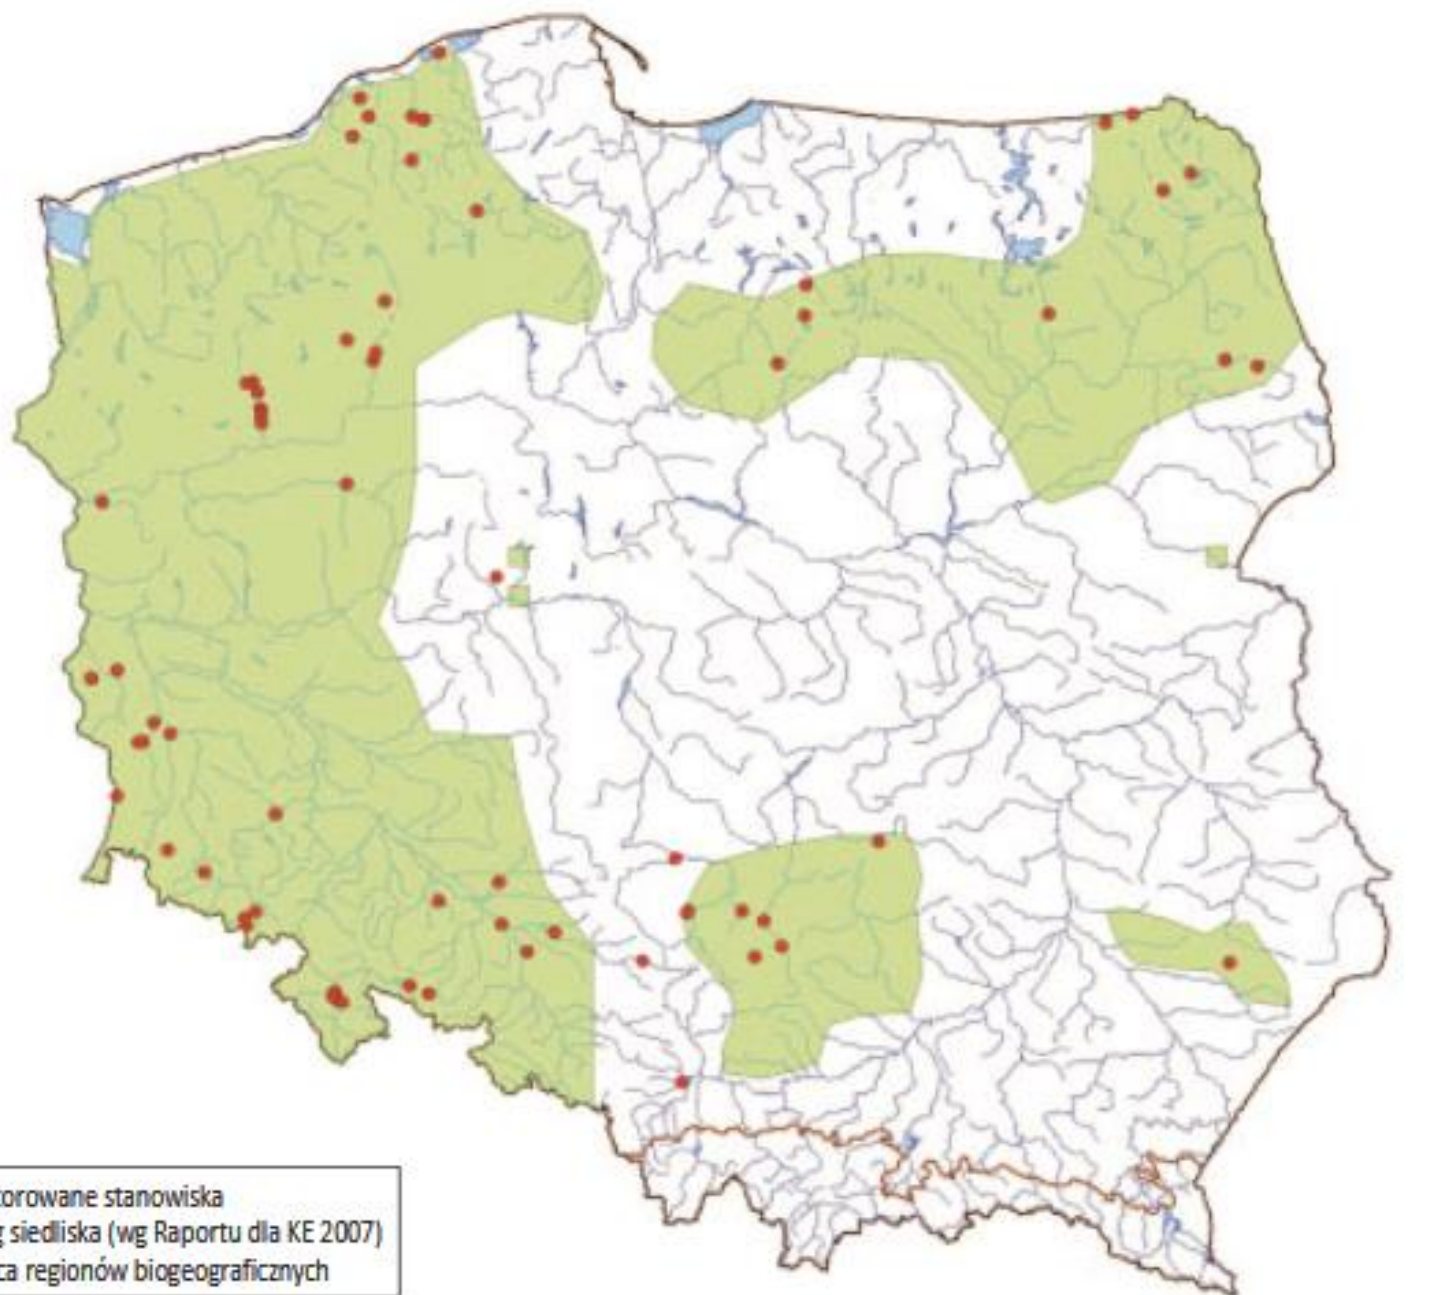 torowane stanowiska
g siedliska (wg Raportu dla KE 2007)
ca regionów biogeograficznych